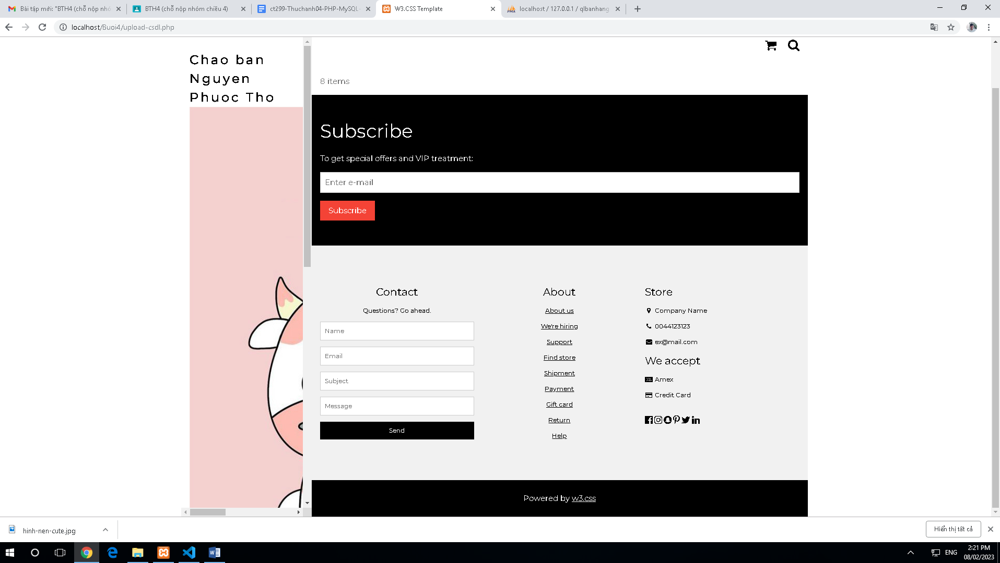 Bài tập mới: "BTH4 (chỗ nộp nhó
BTH4 (chỗ nộp nhóm chiều 4)
ct299-Thuchanh04-PHP-MySQL-
W3.CSS Template
localhost / 127.0.0.1 / qlbanhang
localhost/Buoi4/upload-csdl.php
Chao ban
Nguyen
Phuoc Tho
8 items
Subscribe
To get special offers and VIP treatment:
Enter e-mail
Subscribe
Contact
Questions? Go ahead.
Name
Email
Subject
Message
Send
About
About us
We're hiring
Support
Find store
Shipment
Payment
Gift card
Return
Help
Store
Company Name
0044123123
ex@mail.com
We accept
Amex
Credit Card
Powered by w3.css
hinh-nen-cute.jpg
Hiển thị tất cả
ENG
2:21 PM
08/02/2023